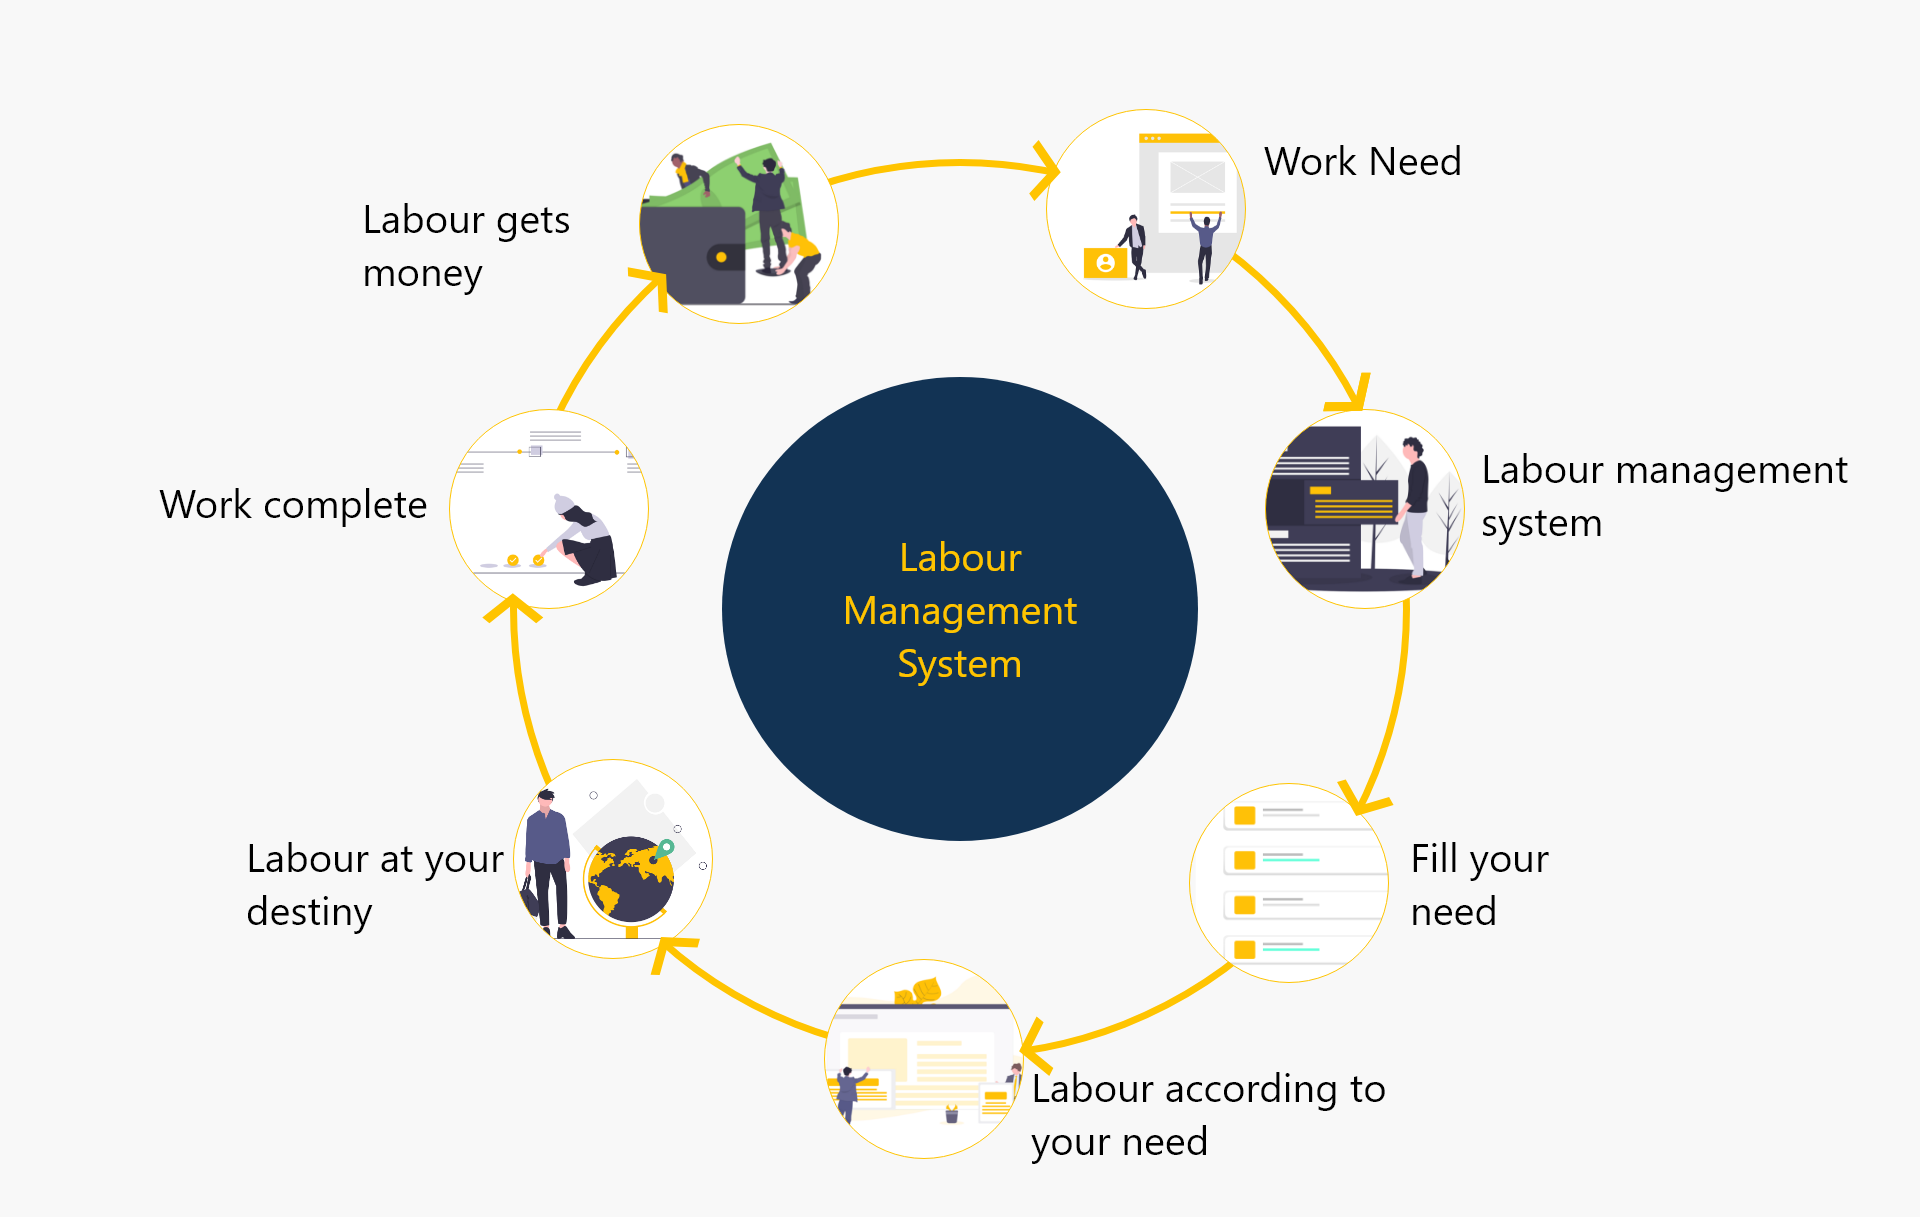 Work Need
Labour gets
money
Labour management
system
Work complete
Labour
Management
System
Labour at your
destiny
Fill your
need
Labour according to
your need